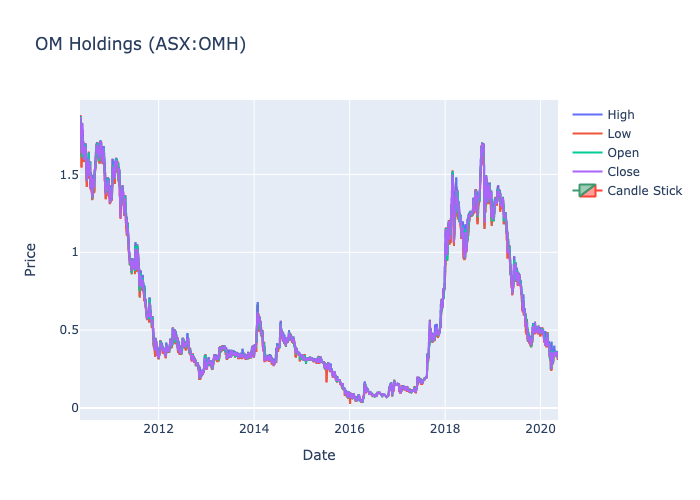 OM Holdings (ASX:OMH)
High
Low
Open
Close
Candle Stick
Price
1.5
1
0.5
0
2012
2014
2016
2018
2020
Date